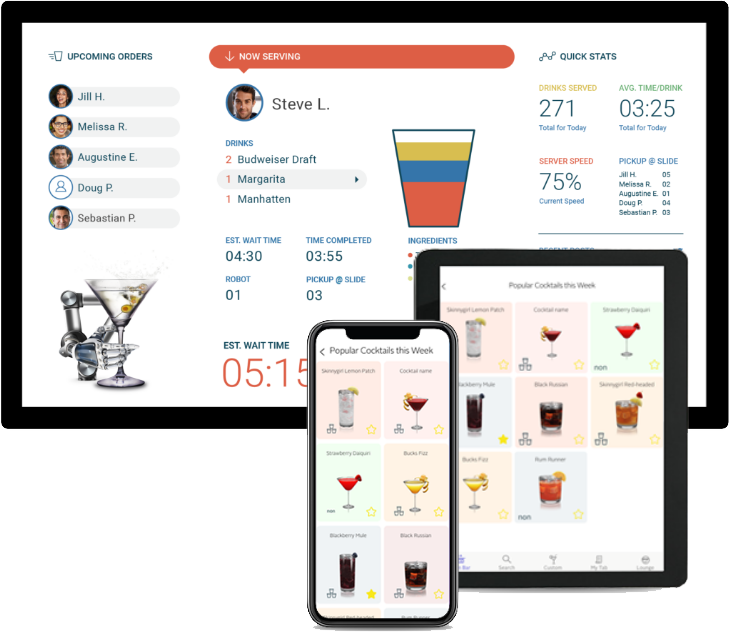 UPCOMING ORDERS
Jill H.
Melissa R.
Augustine E.
Doug P.
Sebastian P.
NOW SERVING
Steve L.
DRINKS
2 Budweiser Draft
1 Margarita
1 Manhatten
EST. WAIT TIME
04:30
TIME COMPLETED
03:55
ROBOT
01
PICKUP @ SLIDE
03
INGREDIENTS
EST. WAIT TIME
05:15
QUICK STATS
DRINKS SERVED
271
Total for Today
AVG. TIME/DRINK
03:25
Total for Today
SERVER SPEED
75%
Current Speed
PICKUP @ SLIDE
Jill H. 05
Melissa R. 02
Augustine E. 01
Doug P. 04
Sebastian P. 03
Popular Cocktails this Week
Skinnygirl Lemon Patch
Cocktail name
Strawberry Daiquiri
non
Blackberry Mule
Black Russian
Skinnygirl Red-headed
Bucks Fizz
Rum Runner
non
Bar
Search
Custom
My Tab
Lounge
Popular Cocktails this Week
Skinnygirl Lemon Patch
Cocktail name
Strawberry Daiquiri
non
Bucks Fizz
Blackberry Mule
Black Russian
Skinnygirl Red-headed
Rum Runner